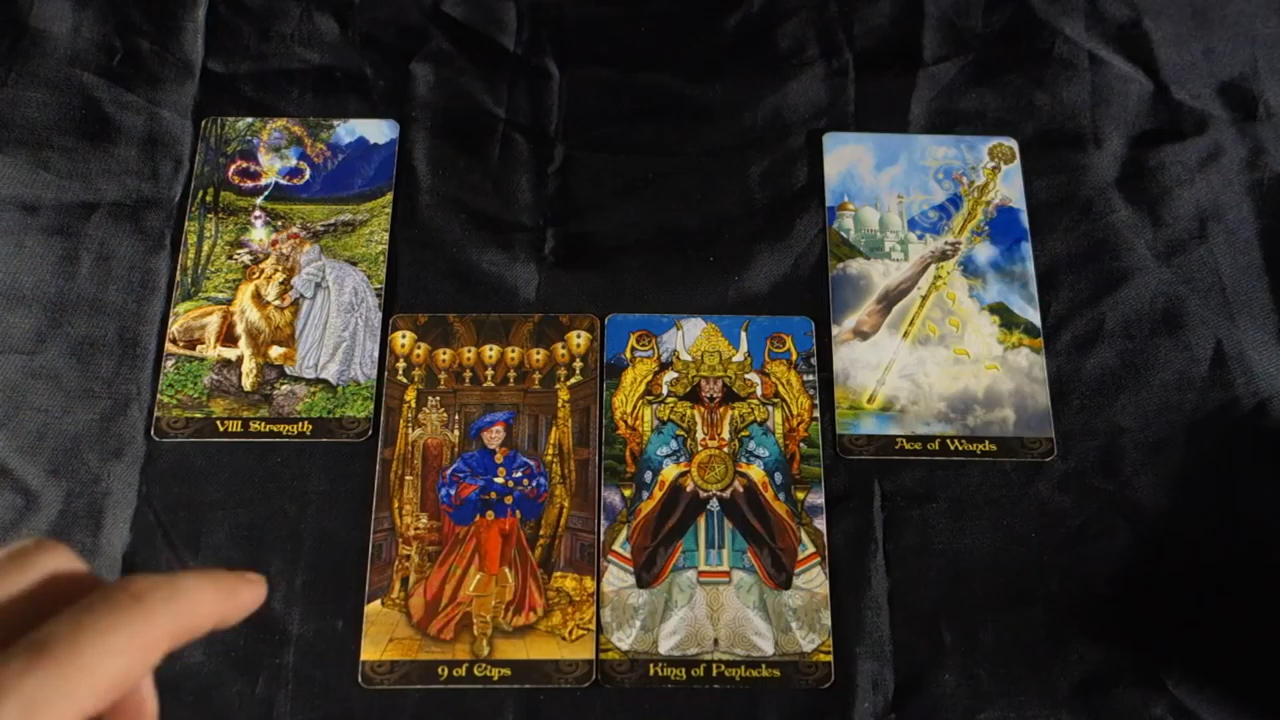 VIII. Strength
Ace of Wands
9 of Cups
King of Pentacles